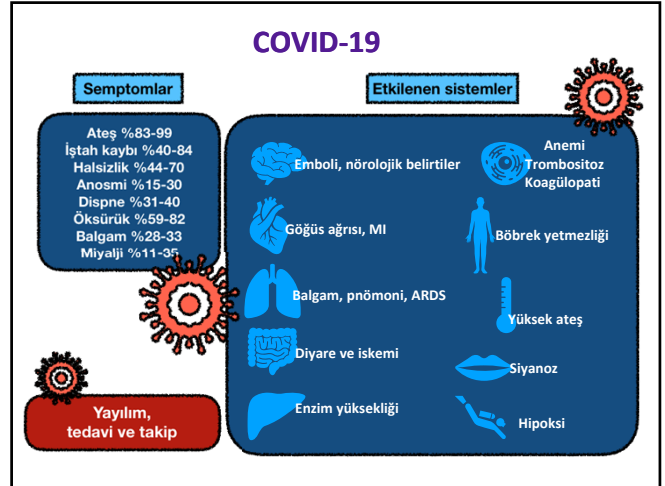 COVID-19
Semptomlar
Ateş %83-99
İştah kaybı %40-84
Halsizlik %44-70
Anosmi %15-30
Dispne %31-40
Öksürük %59-82
Balgam %28-33
Miyalji %11-35
Yayılım,
tedavi ve takip
Etkilenen sistemler
Emboli, nörolojik belirtiler
Göğüs ağrısı, MI
Balgam, pnömoni, ARDS
Diyare ve iskemi
Enzim yüksekliği
Anemi
Trombositoz
Koagülopati
Böbrek yetmezliği
Yüksek ateş
Siyanoz
Hipoksi